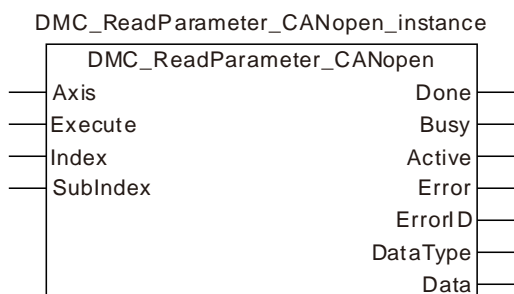 DMC_ReadParameter_CANopen_instance
DMC_ReadParameter_CANopen
Axis Done
Execute Busy
Index Active
SubIndex Error
ErrorID
DataType
Data